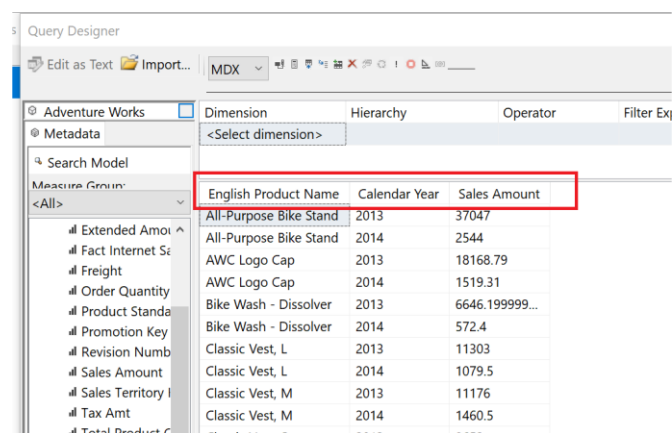 Query Designer
Edit as Text Import... MDX
Adventure Works
Metadata
Search Model
Measure Group:
<All>
Extended Amou
Fact Internet Sa
Freight
Order Quantity
Product Standa
Promotion Key
Revision Numb
Sales Amount
Sales Territory
Tax Amt
Total Product C
Dimension Hierarchy Operator Filter Exp
<Select dimension>
English Product Name Calendar Year Sales Amount
All-Purpose Bike Stand 2013 37047
All-Purpose Bike Stand 2014 2544
AWC Logo Cap 2013 18168.79
AWC Logo Cap 2014 1519.31
Bike Wash - Dissolver 2013 6646.199999...
Bike Wash - Dissolver 2014 572.4
Classic Vest, L 2013 11303
Classic Vest, L 2014 1079.5
Classic Vest, M 2013 11176
Classic Vest, M 2014 1460.5